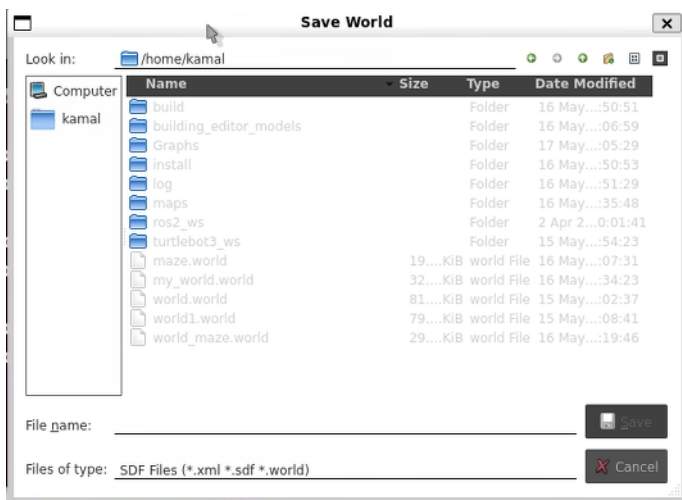 Save World
Look in: /home/kamal
Computer
kamal
Name Size Type Date Modified
build Folder 16 May...:50:51
building_editor_models Folder 16 May...:06:59
Graphs Folder 17 May...:05:29
install Folder 16 May...:50:53
log Folder 16 May...:51:29
maps Folder 16 May...:35:48
ros2_ws Folder 2 Apr 2...0:01:41
turtlebot3_ws Folder 15 May...:54:23
maze.world 19....KiB world File 16 May...:07:31
my_world.world 32....KiB world File 16 May...:34:23
world.world 81....KiB world File 15 May...:02:37
world1.world 79....KiB world File 15 May...:08:41
world_maze.world 29....KiB world File 16 May...:19:46
File name: Save
Files of type: SDF Files (*.xml *.sdf *.world) Cancel